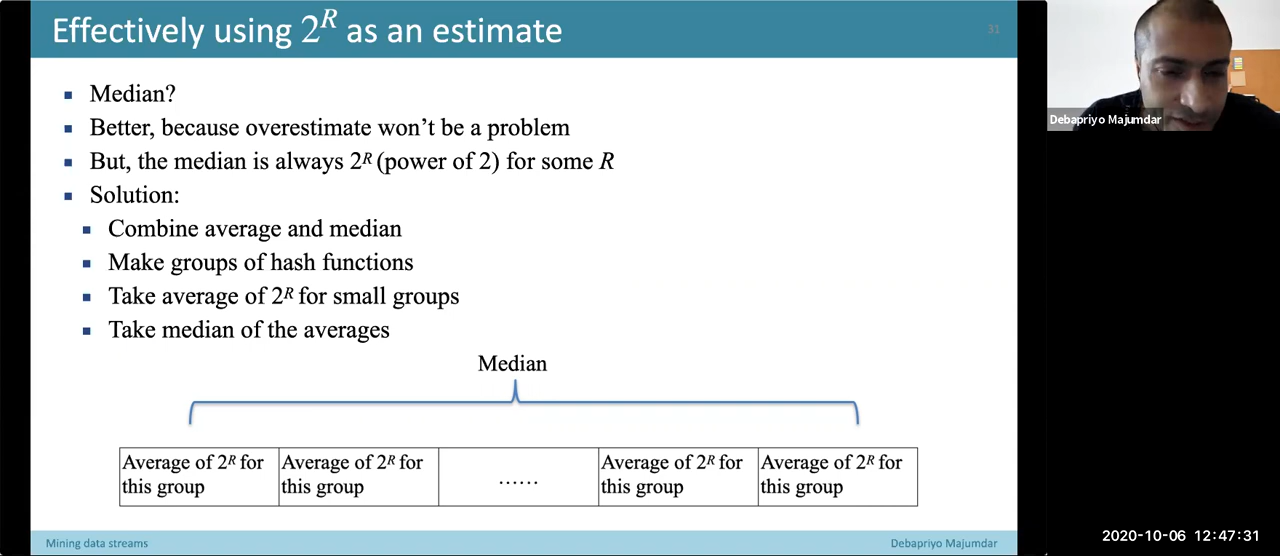 Effectively using 2^R as an estimate
31
Median?
Better, because overestimate won't be a problem
But, the median is always 2^R (power of 2) for some R
Solution:
Combine average and median
Make groups of hash functions
Take average of 2^R for small groups
Take median of the averages
Median
Average of 2^R for
this group
Average of 2^R for
this group
......
Average of 2^R for
this group
Average of 2^R for
this group
Mining data streams
Debapriyo Majumdar
Debapriyo Majumdar
2020-10-06 12:47:31